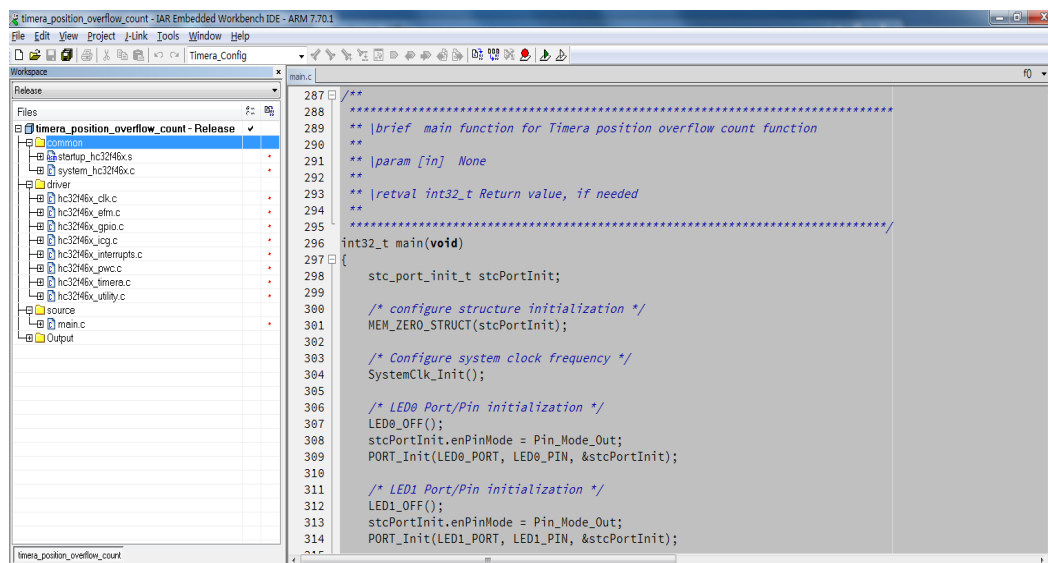 timera_position_overflow_count - IAR Embedded Workbench IDE - ARM 7.70.1
File Edit View Project J-Link Tools Window Help
Timera_Config
Workspace
Release
Files
timera_position_overflow_count - Release
common
startup_hc32f46x.s
system_hc32f46x.c
driver
hc32f46x_clk.c
hc32f46x_efm.c
hc32f46x_gpio.c
hc32f46x_icg.c
hc32f46x_interrupts.c
hc32f46x_pwc.c
hc32f46x_timera.c
hc32f46x_utility.c
source
main.c
Output
timera_position_overflow_count
main.c
f()
287 /**
288 *******************************************************************************
289 ** |brief main function for Timera position overflow count function
290 **
291 ** |param [in] None
292 **
293 ** |retval int32_t Return value, if needed
294 **
295 ******************************************************************************/
296 int32_t main(void)
297 {
298 stc_port_init_t stcPortInit;
299
300 /* configure structure initialization */
301 MEM_ZERO_STRUCT(stcPortInit);
302
303 /* Configure system clock frequency */
304 SystemClk_Init();
305
306 /* LED0 Port/Pin initialization */
307 LED0_OFF();
308 stcPortInit.enPinMode = Pin_Mode_Out;
309 PORT_Init(LED0_PORT, LED0_PIN, &stcPortInit);
310
311 /* LED1 Port/Pin initialization */
312 LED1_OFF();
313 stcPortInit.enPinMode = Pin_Mode_Out;
314 PORT_Init(LED1_PORT, LED1_PIN, &stcPortInit);